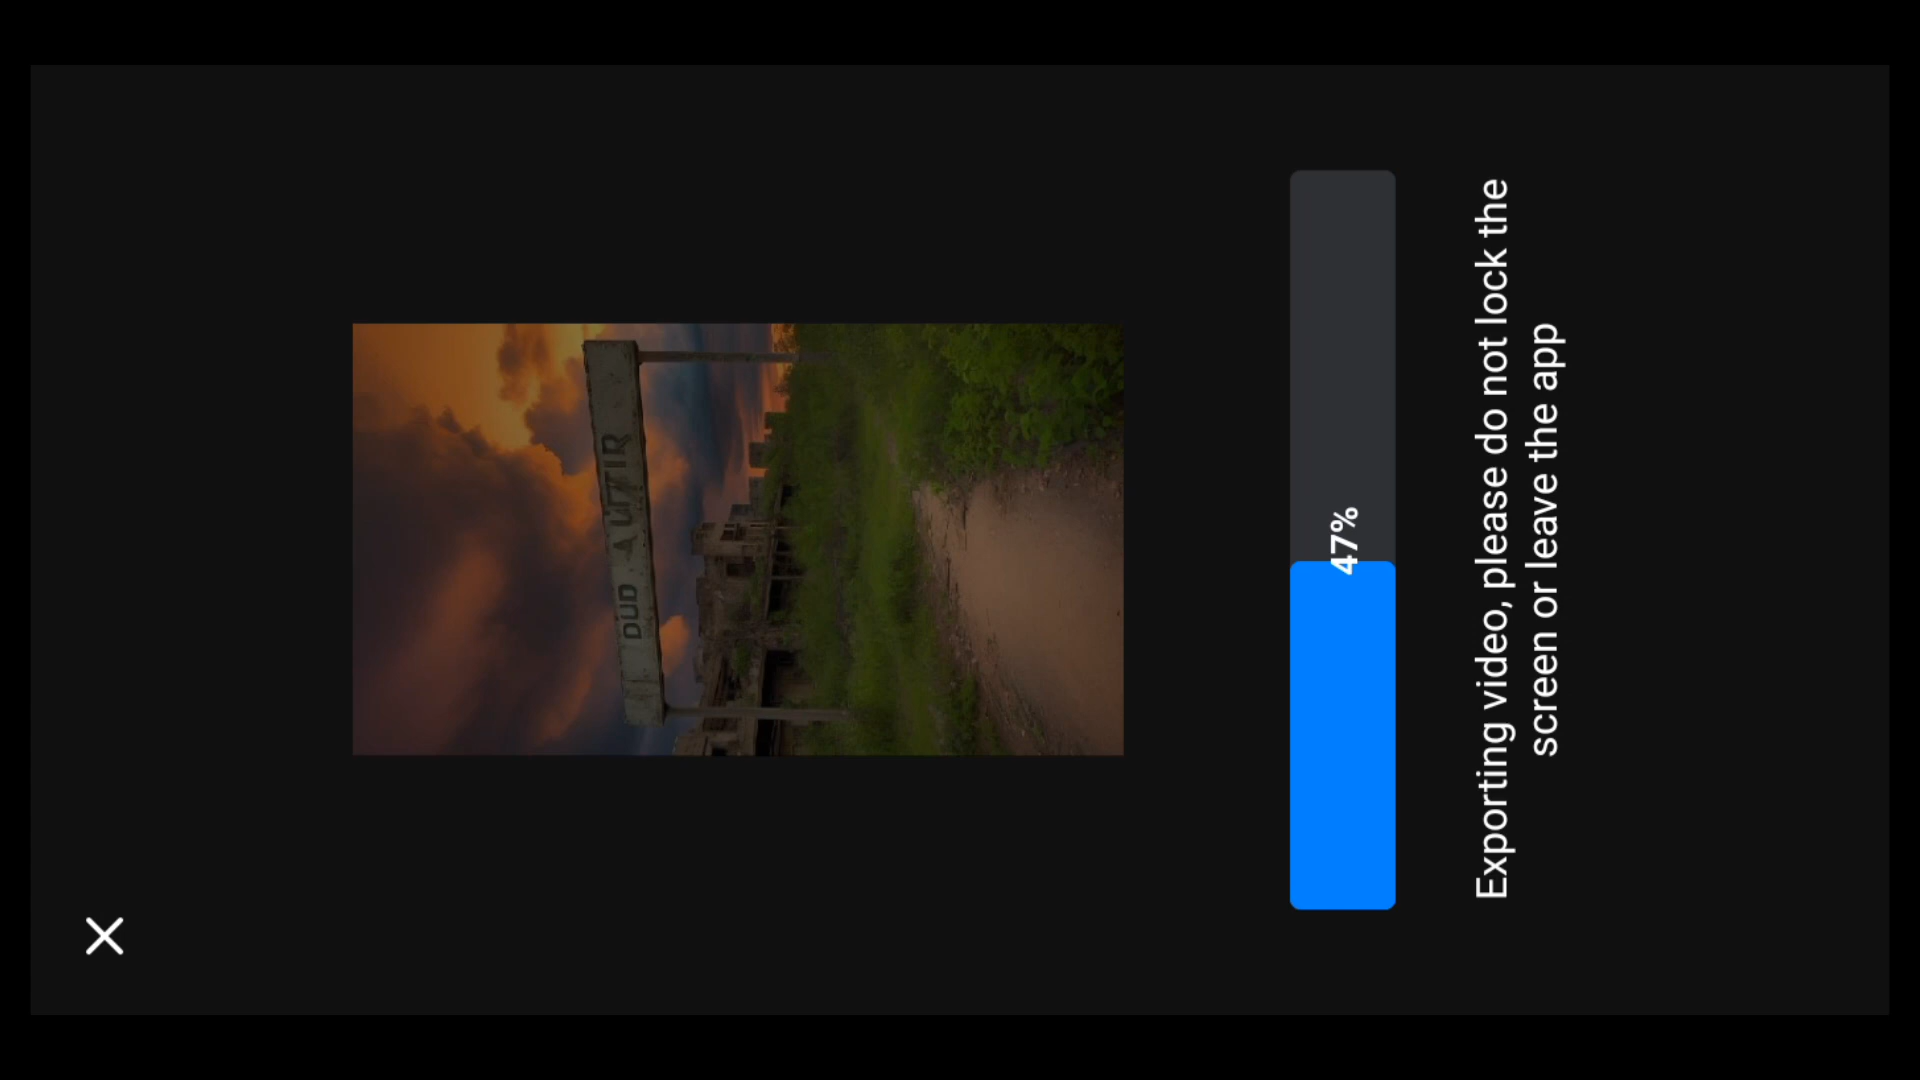 DUD
47%
Exporting video, please do not lock the
screen or leave the app